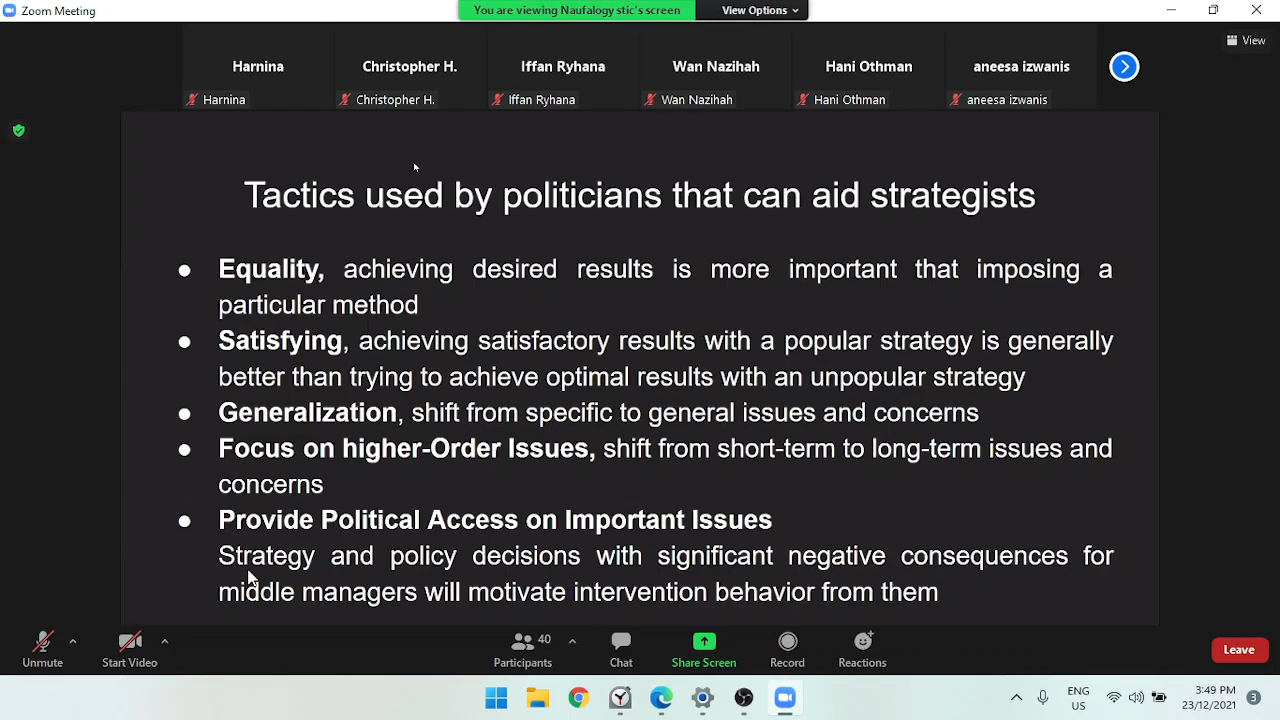 Zoom Meeting
You are viewing Naufalogy stic's screen
View Options
View
Harnina
Christopher H.
Iffan Ryhana
Wan Nazihah
Hani Othman
aneesa izwanis
Harnina
Christopher H.
Iffan Ryhana
Wan Nazihah
Hani Othman
aneesa izwanis
Tactics used by politicians that can aid strategists
● Equality, achieving desired results is more important that imposing a
particular method
● Satisfying, achieving satisfactory results with a popular strategy is generally
better than trying to achieve optimal results with an unpopular strategy
● Generalization, shift from specific to general issues and concerns
● Focus on higher-Order Issues, shift from short-term to long-term issues and
concerns
● Provide Political Access on Important Issues
Strategy and policy decisions with significant negative consequences for
middle managers will motivate intervention behavior from them
Unmute
Start Video
40
Participants
Chat
Share Screen
Record
Reactions
Leave
ENG
US
3:49 PM
23/12/2021
3